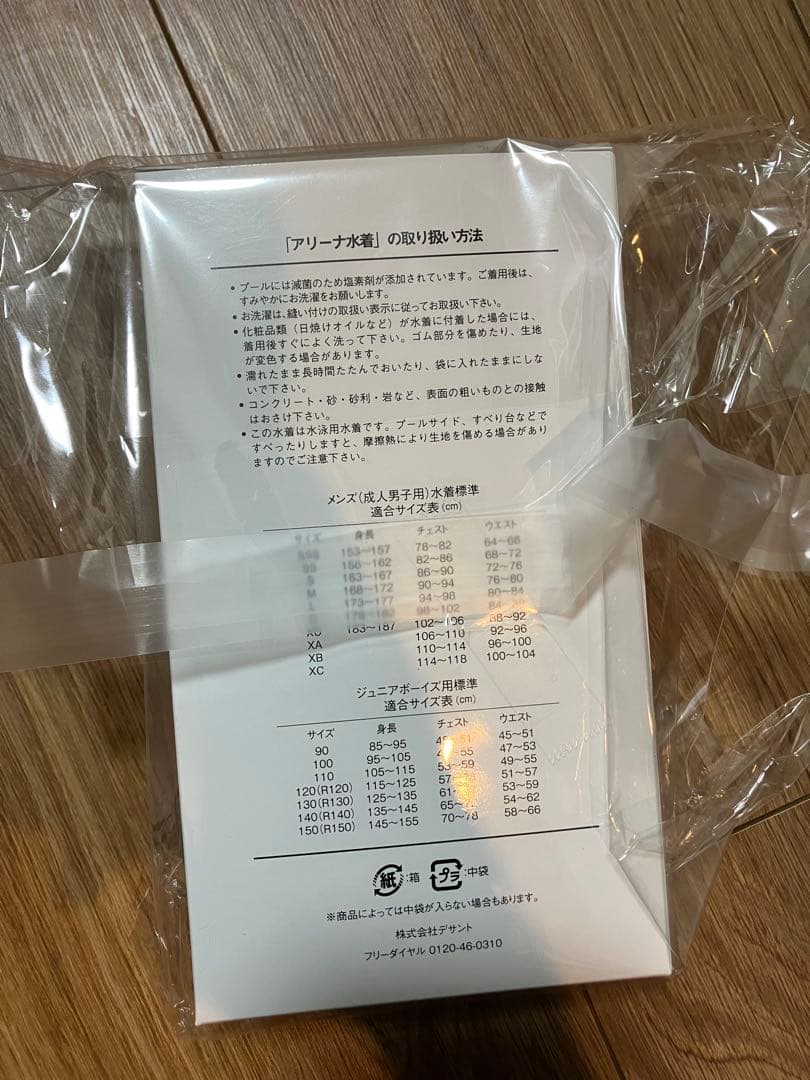 「アリーナ水着」の取り扱い方法
● プールには滅菌のため塩素剤が添加されています。ご着用後は、
すみやかにお洗濯をお願いします。
● お洗濯は、縫い付けの取扱い表示に従ってお取扱い下さい。
● 化粧品類（日焼けオイルなど）が水着に付着した場合には、
着用後すぐによく洗って下さい。ゴム部分を傷めたり、生地
が変色する場合があります。
● 濡れたまま長時間たたんでおいたり、袋に入れたままにしな
いで下さい。
● コンクリート・砂・砂利・岩など、表面の粗いものとの接触
はおさけ下さい。
● この水着は水泳用水着です。プールサイド、すべり台などで
すべったりしますと、摩擦熱により生地を傷める場合があり
ますのでご注意下さい。
メンズ（成人男子用）水着標準
適合サイズ表（cm）
サイズ 身長 チェスト ウエスト
153〜157 78〜82 64〜68
158〜162 82〜86 68〜72
S 163〜167 86〜90 72〜76
M 168〜172 90〜94 76〜80
L 173〜177 94〜98 80〜84
178〜182 98〜102
183〜187 102〜106 88〜92
XA 106〜110 92〜96
XB 110〜114 96〜100
XC 114〜118 100〜104
ジュニアボーイズ用標準
適合サイズ表（cm）
サイズ 身長 チェスト ウエスト
90 85〜95 45〜51
100 95〜105 47〜53
110 105〜115 53〜59 49〜55
120（R120） 115〜125 51〜57
130（R130） 125〜135 53〜59
140（R140） 135〜145 54〜62
150（R150） 145〜155 70〜78 58〜66
紙：箱 プラ：中袋
※商品によっては中袋が入らない場合もあります。
株式会社デサント
フリーダイヤル 0120-46-0310